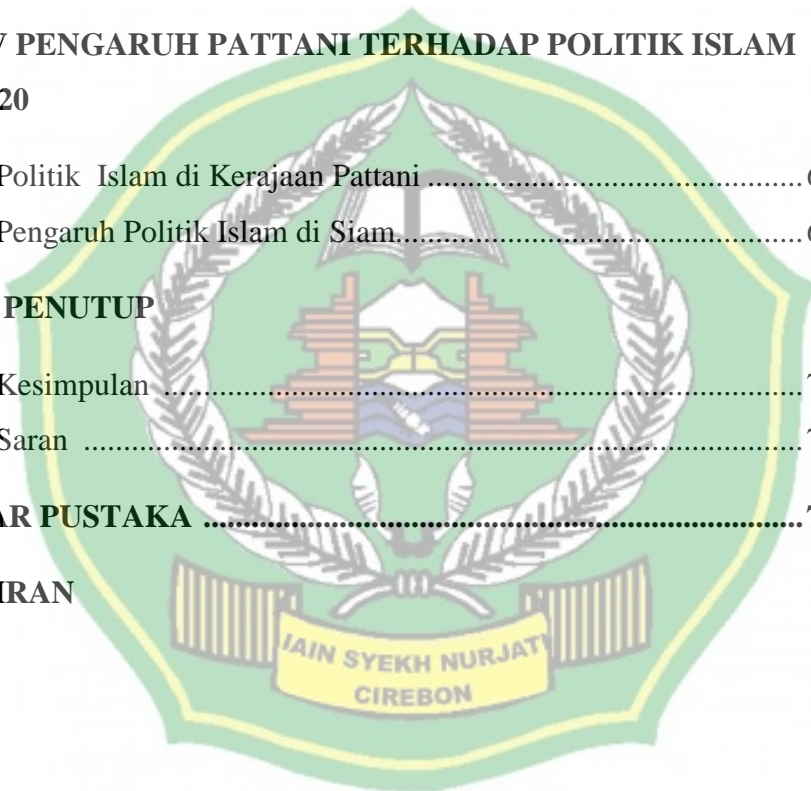 PENGARUH PATTANI TERHADAP POLITIK ISLAM
20
Politik Islam di Kerajaan Pattani ..................................................
Pengaruh Politik Islam di Siam.......................................................
PENUTUP
Kesimpulan ....................................................................................
Saran ..............................................................................................
AR PUSTAKA ..............................................................................
IRAN
IAIN SYEKH NURJATI
CIREBON